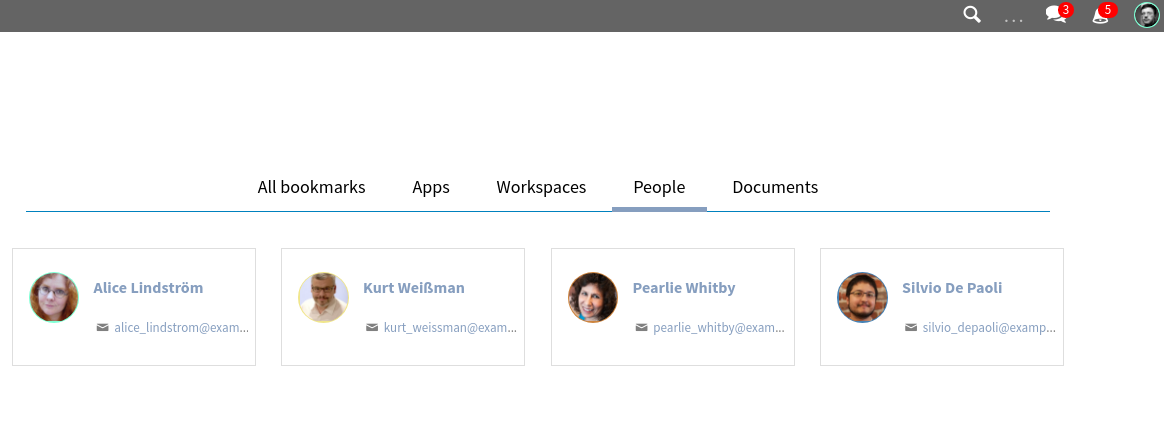 ... 3 5
All bookmarks Apps Workspaces People Documents
Alice Lindström Kurt Weißman Pearlie Whitby Silvio De Paoli
alice_lindstrom@exam... kurt_weissman@exam... pearlie_whitby@exam... silvio_depaoli@examp...